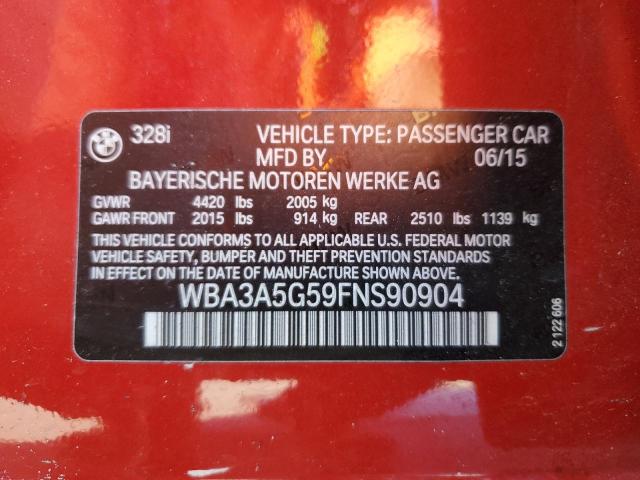 328i VEHICLE TYPE: PASSENGER CAR
MFD BY 06/15
BAYERISCHE MOTOREN WERKE AG
GVWR 4420 lbs 2005 kg
GAWR FRONT 2015 lbs 914 kg REAR 2510 lbs 1139 kg
THIS VEHICLE CONFORMS TO ALL APPLICABLE U.S. FEDERAL MOTOR
VEHICLE SAFETY, BUMPER AND THEFT PREVENTION STANDARDS
IN EFFECT ON THE DATE OF MANUFACTURE SHOWN ABOVE.
WBA3A5G59FNS90904
2 122 606